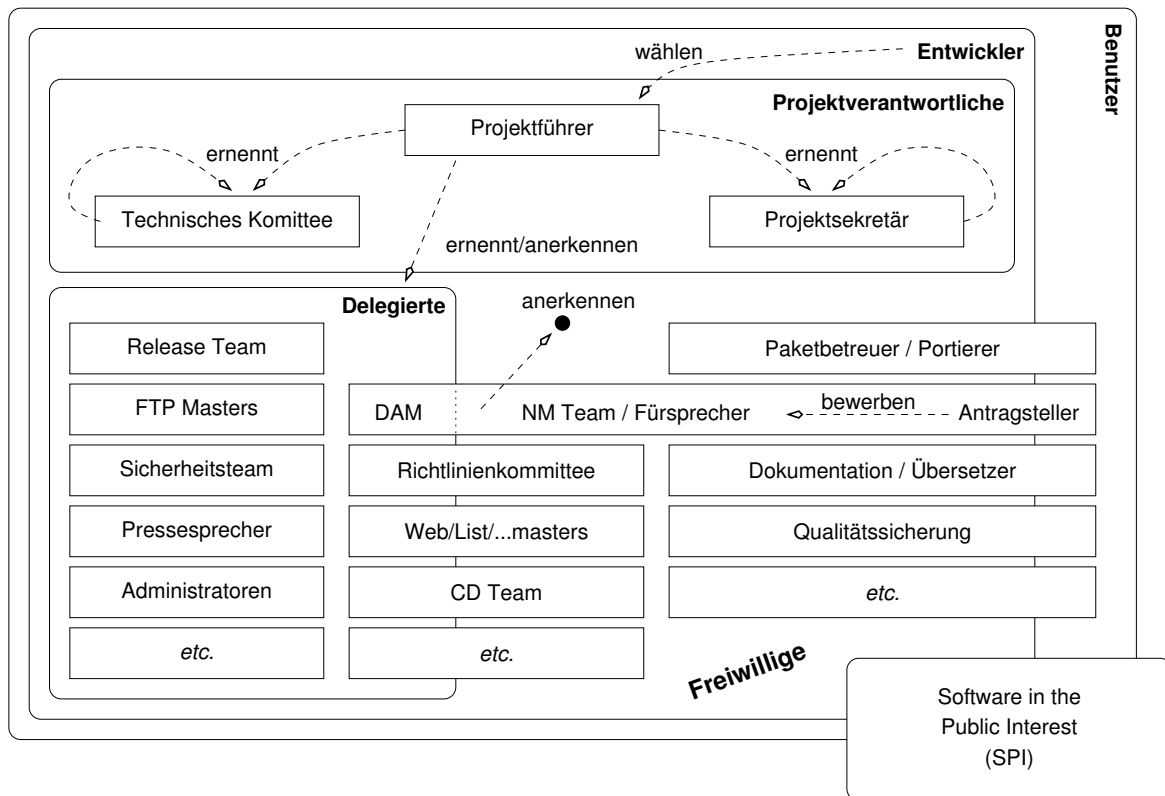 Benutzer
wählen
Entwickler
Projektverantwortliche
Projektführer
ernennt
ernennt
Technisches Komittee
Projektsekretär
ernennt/anerkennen
Delegierte
anerkennen
Release Team
Paketbetreuer / Portierer
FTP Masters
DAM
NM Team / Fürsprecher
bewerben
Antragsteller
Sicherheitsteam
Richtlinienkommittee
Dokumentation / Übersetzer
Pressesprecher
Web/List/...masters
Qualitätssicherung
Administratoren
CD Team
etc.
etc.
etc.
Freiwillige
Software in the
Public Interest
(SPI)